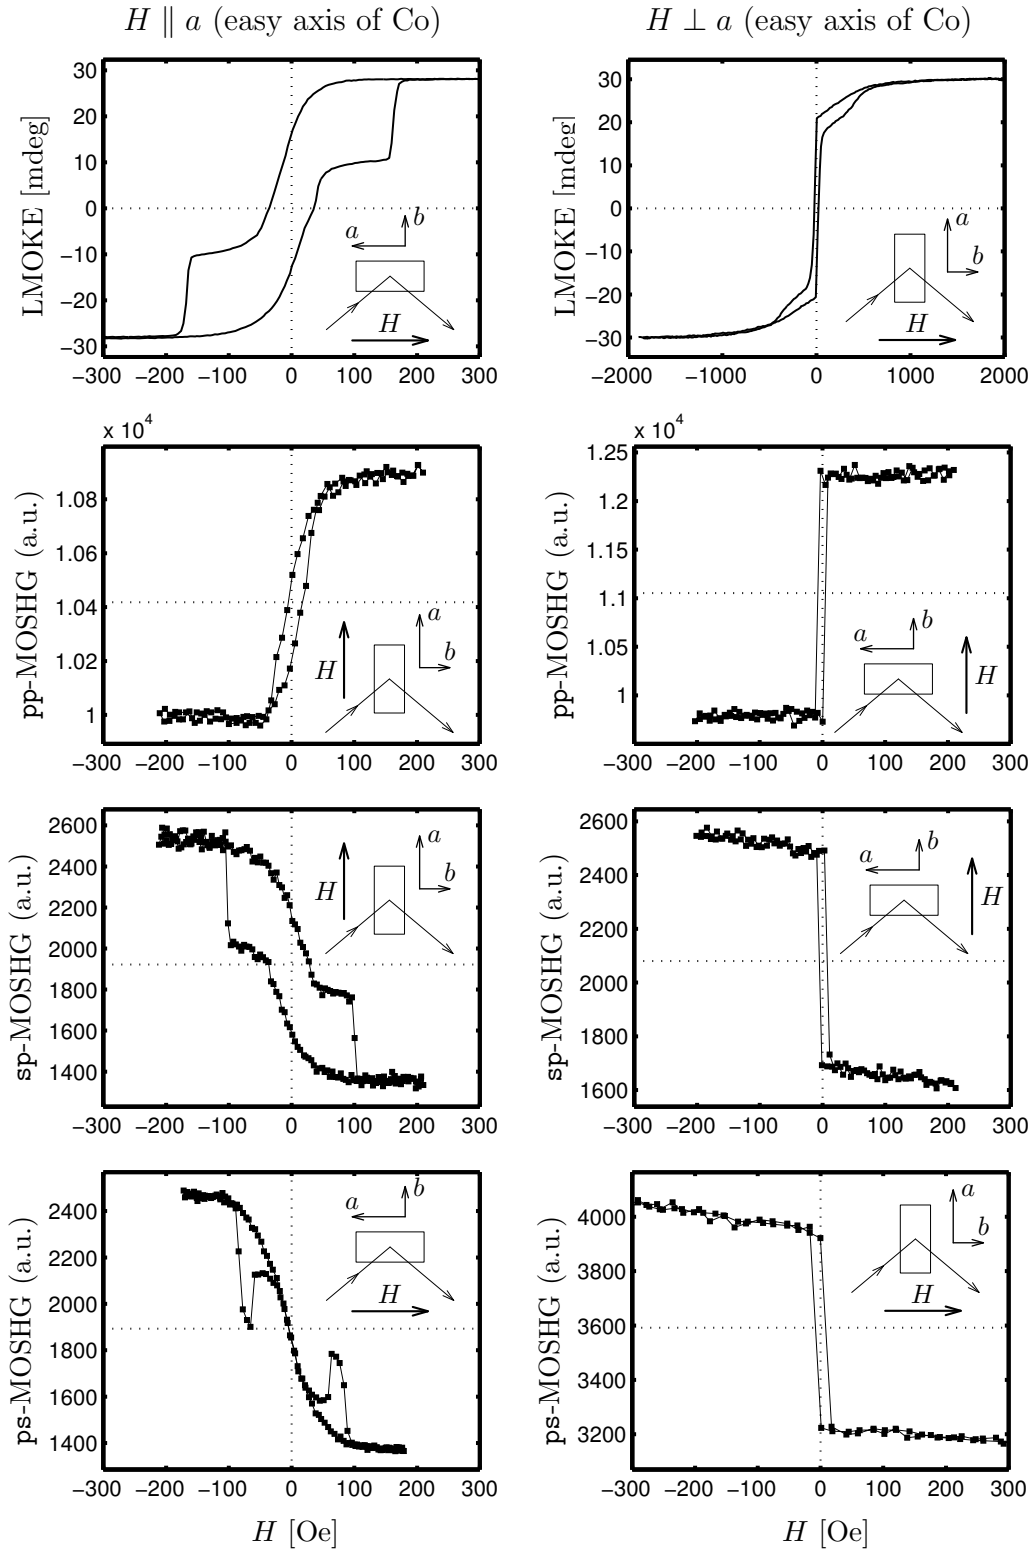 H ∥ a (easy axis of Co)
H ⊥ a (easy axis of Co)
LMOKE [mdeg]
30
20
10
0
−10
−20
−30
−300 −200 −100 0 100 200 300
a
b
H
LMOKE [mdeg]
30
20
10
0
−10
−20
−30
−2000 −1000 0 1000 2000
a
b
H
x 10^4
pp-MOSHG (a.u.)
1.08
1.06
1.04
1.02
1
−300 −200 −100 0 100 200 300
a
b
H
x 10^4
pp-MOSHG (a.u.)
1.25
1.2
1.15
1.1
1.05
1
−300 −200 −100 0 100 200 300
a
b
H
sp-MOSHG (a.u.)
2600
2400
2200
2000
1800
1600
1400
−300 −200 −100 0 100 200 300
a
b
H
sp-MOSHG (a.u.)
2600
2400
2200
2000
1800
1600
−300 −200 −100 0 100 200 300
a
b
H
ps-MOSHG (a.u.)
2400
2200
2000
1800
1600
1400
−300 −200 −100 0 100 200 300
a
b
H
H [Oe]
ps-MOSHG (a.u.)
4000
3800
3600
3400
3200
−300 −200 −100 0 100 200 300
a
b
H
H [Oe]